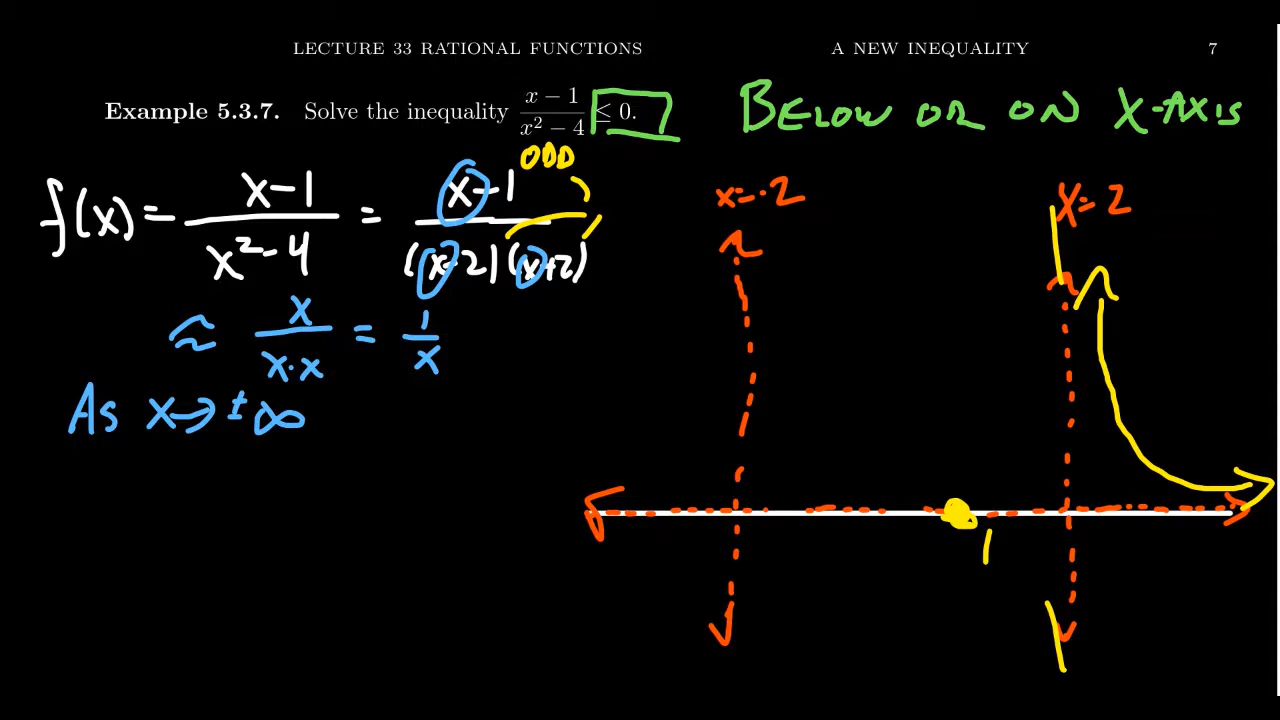 LECTURE 33 RATIONAL FUNCTIONS A NEW INEQUALITY 7
Example 5.3.7. Solve the inequality (x − 1)/(x² − 4) ≤ 0.
BELOW OR ON X-AXIS
ODD
f(x) = (x-1)/(x²-4) = (x-1)/((x-2)(x+2))
x=-2
x=2
≈ x/(x·x) = 1/x
As x→ ±∞
1